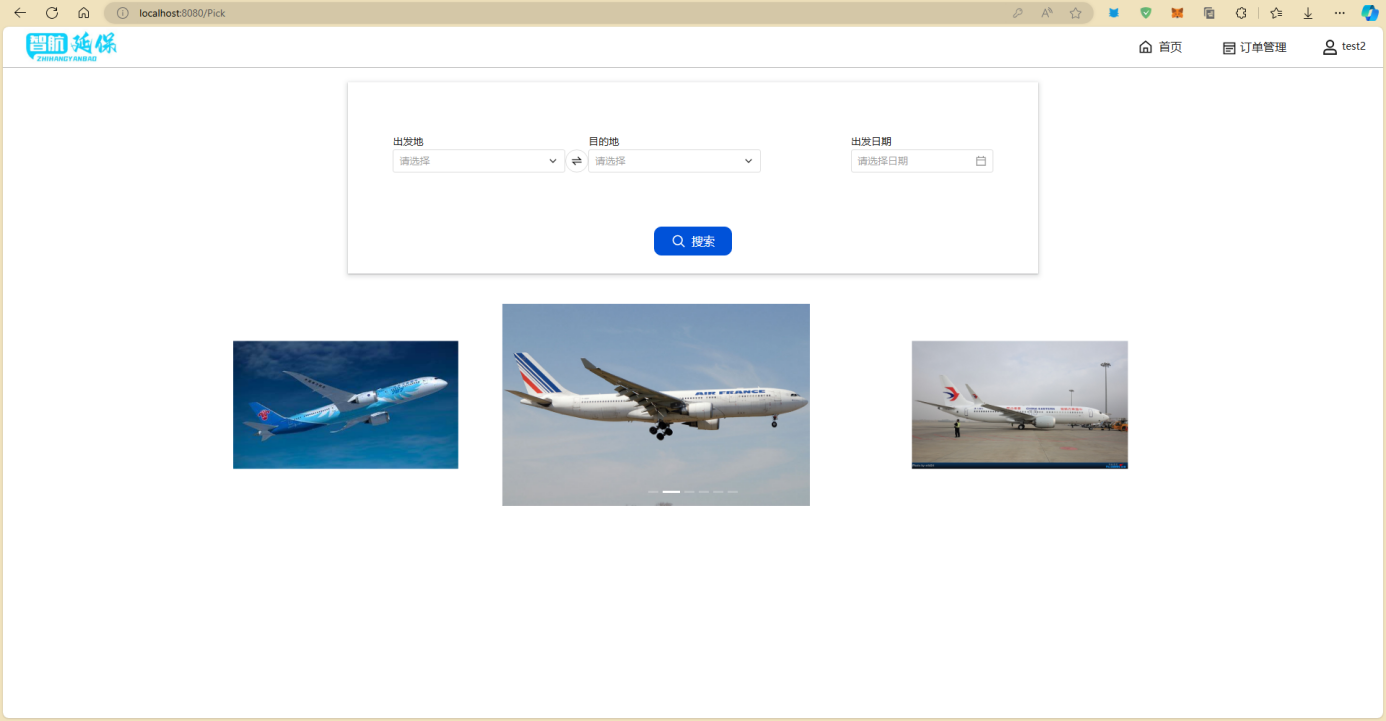 localhost:8080/Pick
智航延保
ZHIHANGYANBAO
首页
订单管理
test2
出发地
目的地
出发日期
请选择
请选择
请选择日期
搜索
AIR FRANCE